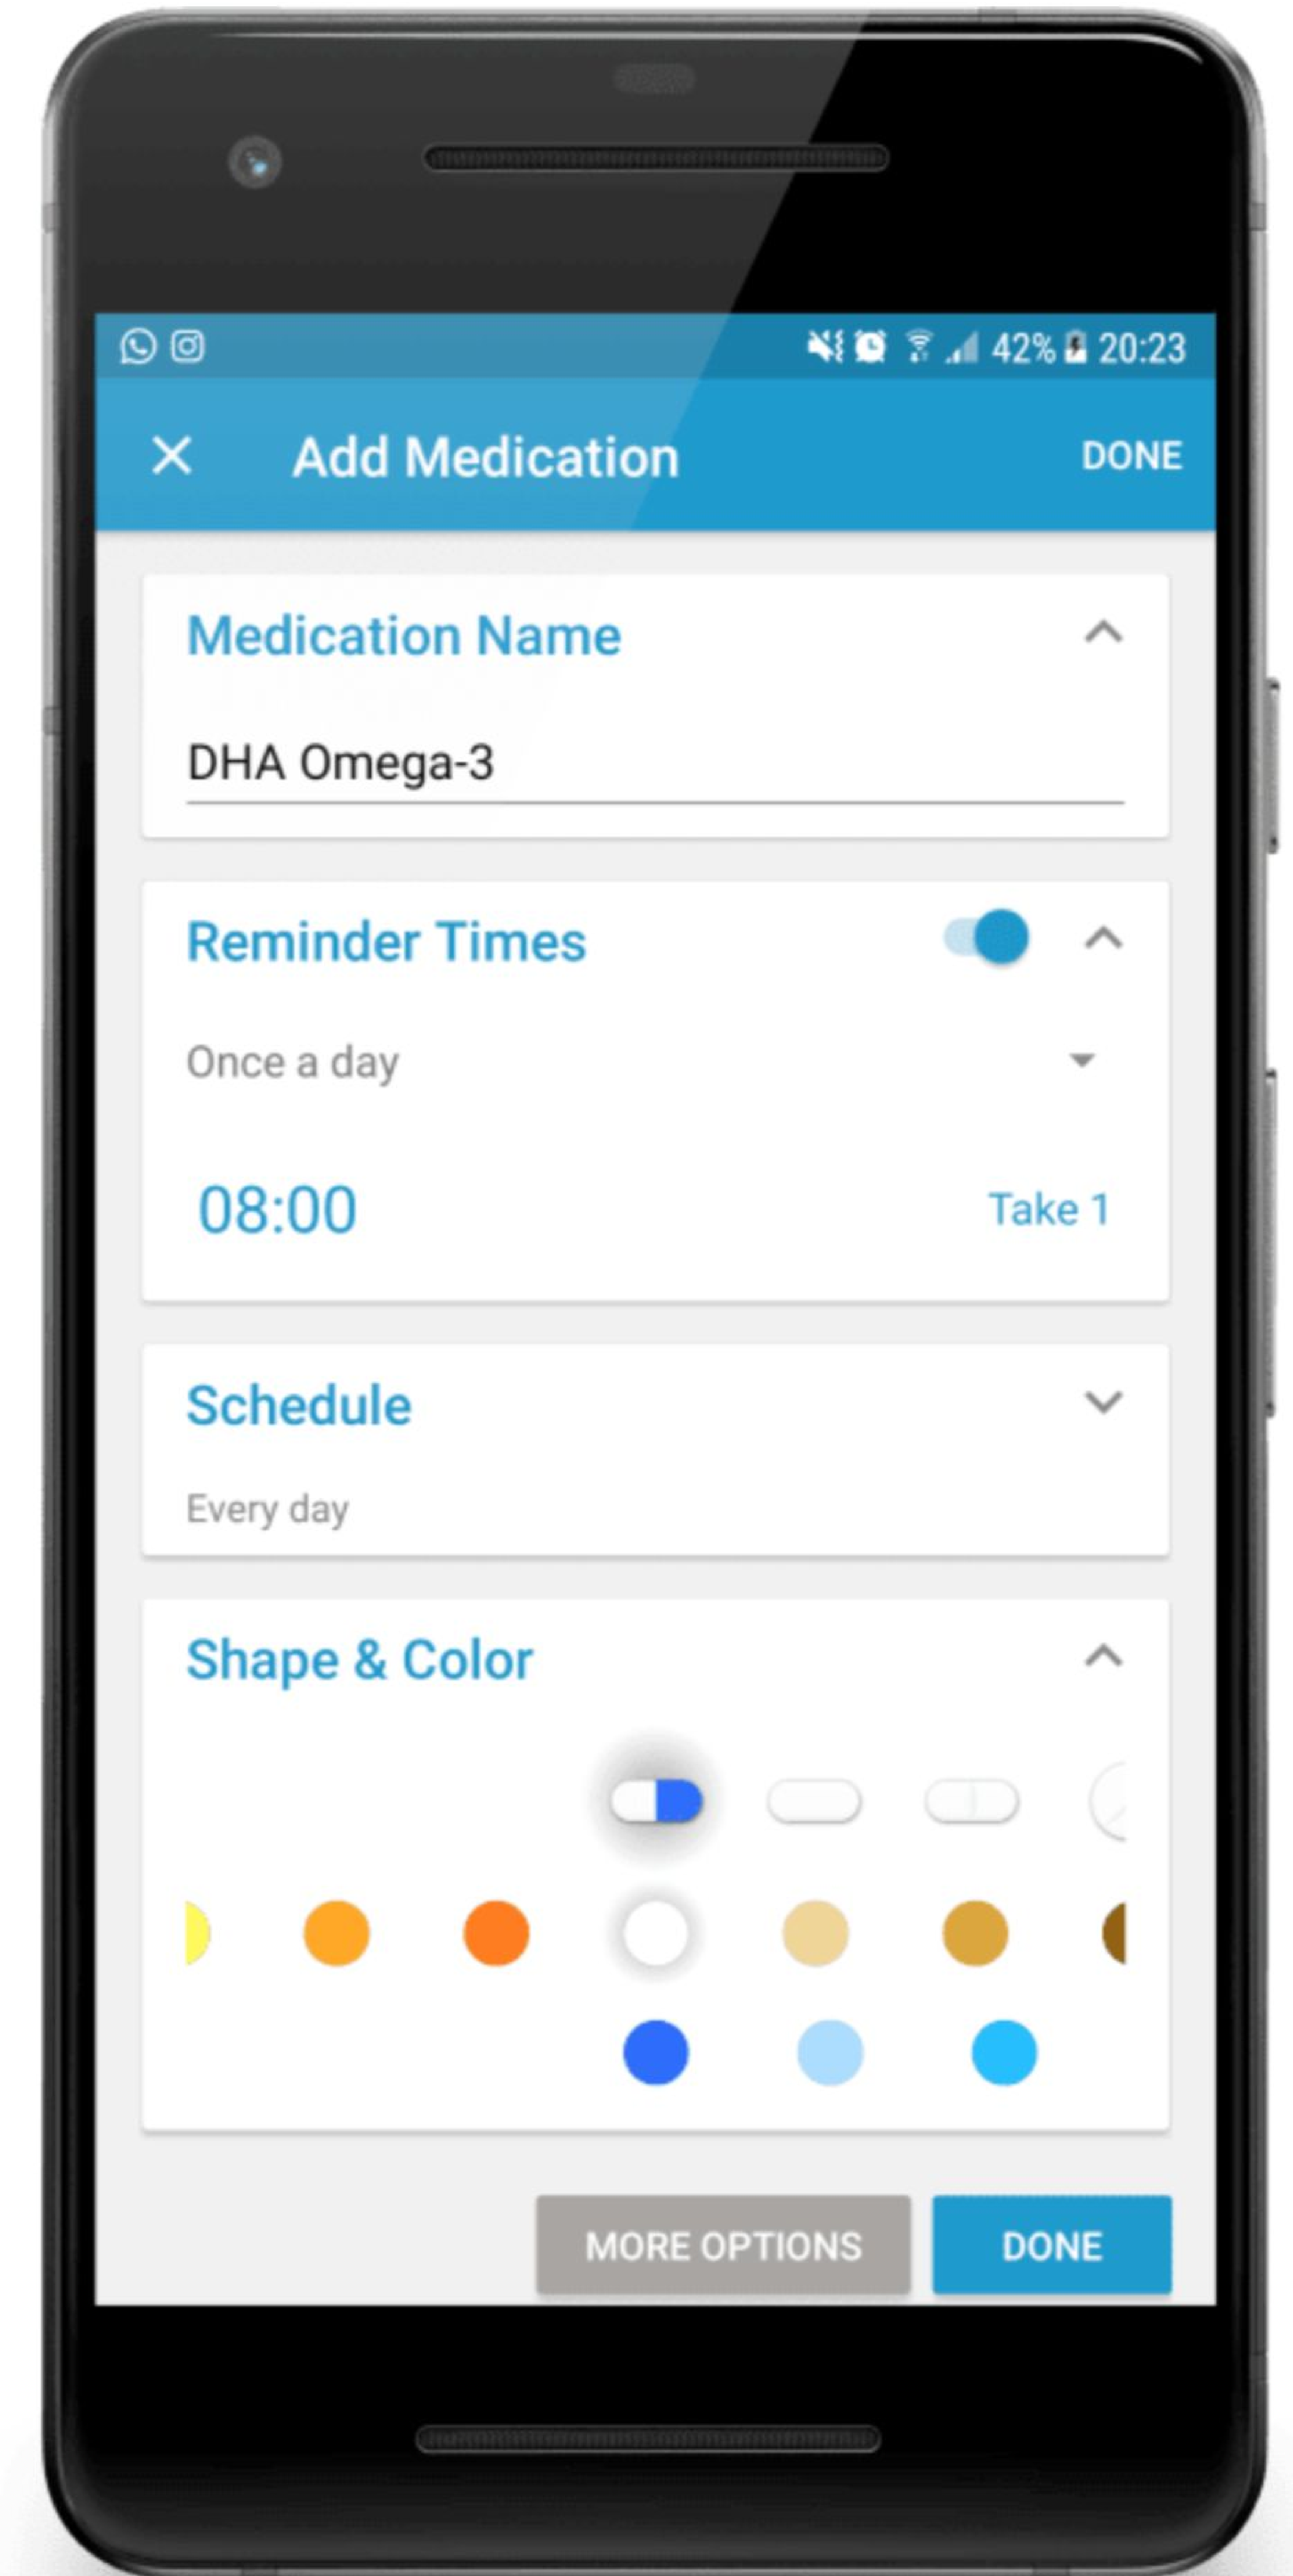 42% 20:23
Add Medication DONE
Medication Name
DHA Omega-3
Reminder Times
Once a day
08:00 Take 1
Schedule
Every day
Shape & Color
MORE OPTIONS DONE